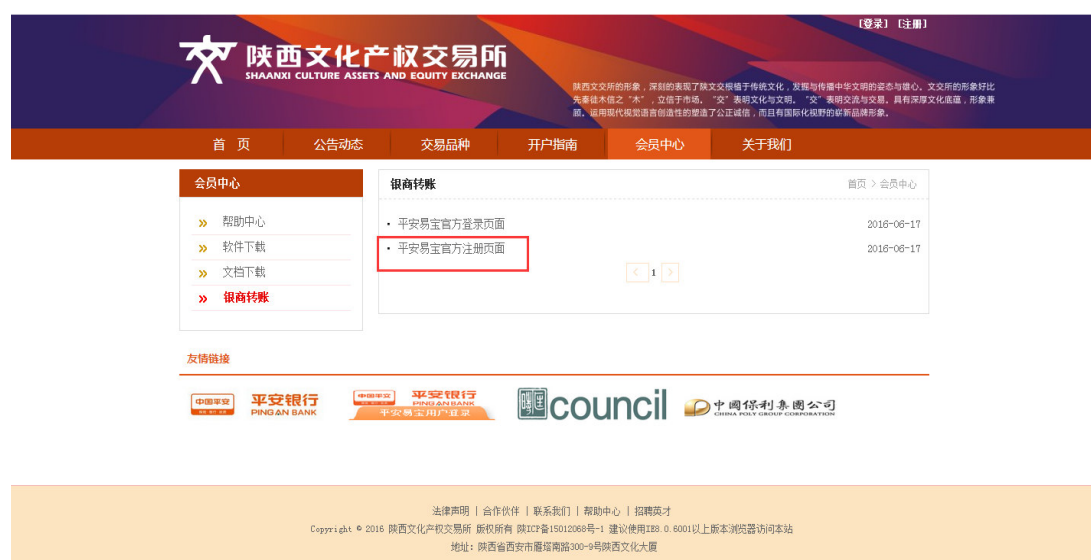 [登录] [注册]
陕西文化产权交易所
SHAANXI CULTURE ASSETS AND EQUITY EXCHANGE
陕西文交所的形象，深刻的表现了陕文交根植于传统文化，发掘与传播中华文明的姿态与雄心。文交所的形象好比
先秦徒木信之“木”，立信于市场。“文”表明文化与文明。“交”表明交流与交易。具有深厚文化底蕴，形象兼
顾。运用现代视觉语言创造性的塑造了公正诚信，而且有国际化视野的崭新品牌形象。
首 页 公告动态 交易品种 开户指南 会员中心 关于我们
会员中心
帮助中心
软件下载
文档下载
银商转账
银商转账 首页 > 会员中心
平安易宝官方登录页面 2016-06-17
平安易宝官方注册页面 2016-06-17
< 1 >
友情链接
中国平安 平安银行 PINGAN BANK
中国平安 平安银行 PINGAN BANK
平安易宝用户登录
council
中國保利集團公司
CHINA POLY GROUP CORPORATION
法律声明 | 合作伙伴 | 联系我们 | 帮助中心 | 招聘英才
Copyright © 2016 陕西文化产权交易所 版权所有 陕ICP备15012068号-1 建议使用IE8.0.6001以上版本浏览器访问本站
地址：陕西省西安市雁塔南路300-9号陕西文化大厦